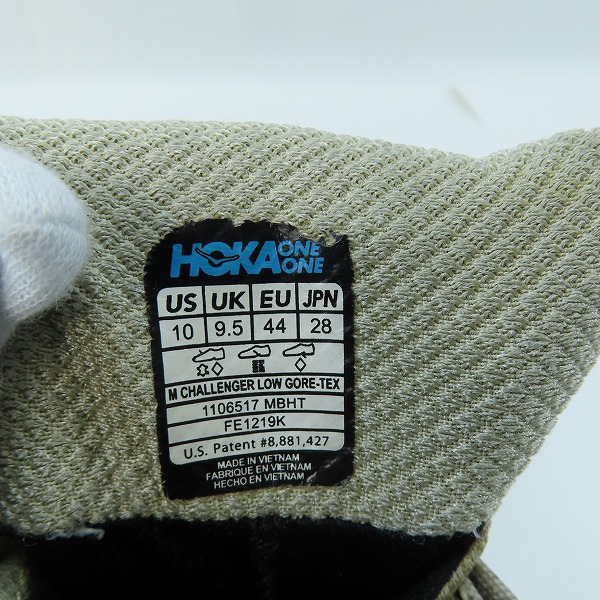 HOKA ONE ONE
US UK EU JPN
10 9.5 44 28
M CHALLENGER LOW GORE-TEX
1106517 MBHT
FE1219K
U.S. Patent #8,881,427
MADE IN VIETNAM
FABRIQUE EN VIETNAM
HECHO EN VIETNAM